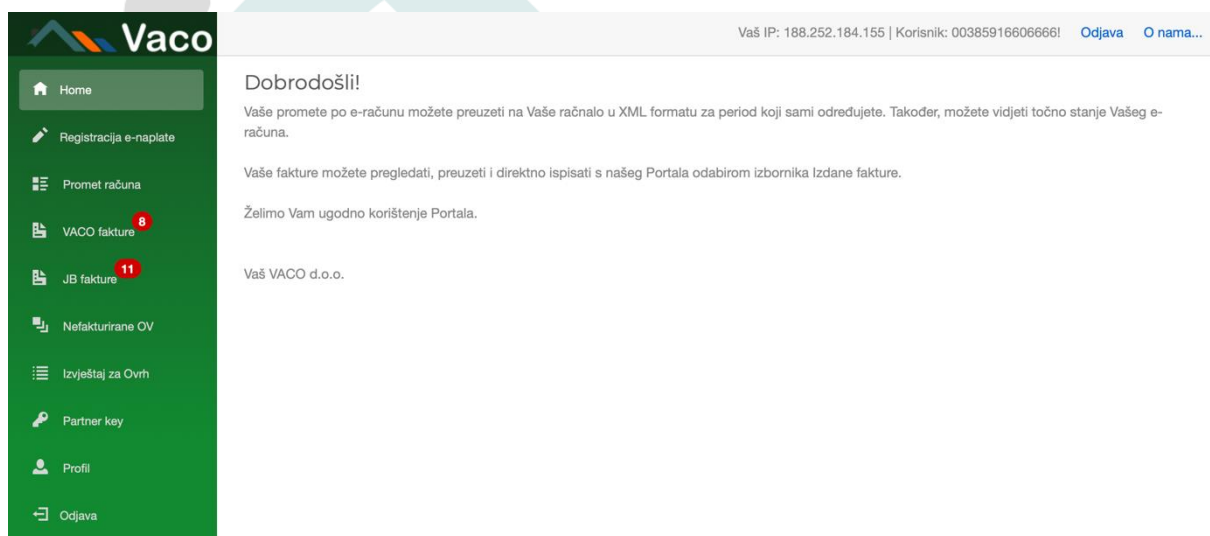 Vaco
Vaš IP: 188.252.184.155 | Korisnik: 00385916606666! Odjava O nama...
Home
Registracija e-naplate
Promet računa
VACO fakture 8
JB fakture 11
Nefakturirane OV
Izvještaj za Ovrh
Partner key
Profil
Odjava
Dobrodošli!
Vaše promete po e-računu možete preuzeti na Vaše račnalo u XML formatu za period koji sami određujete. Također, možete vidjeti točno stanje Vašeg e-
računa.
Vaše fakture možete pregledati, preuzeti i direktno ispisati s našeg Portala odabirom izbornika Izdane fakture.
Želimo Vam ugodno korištenje Portala.
Vaš VACO d.o.o.